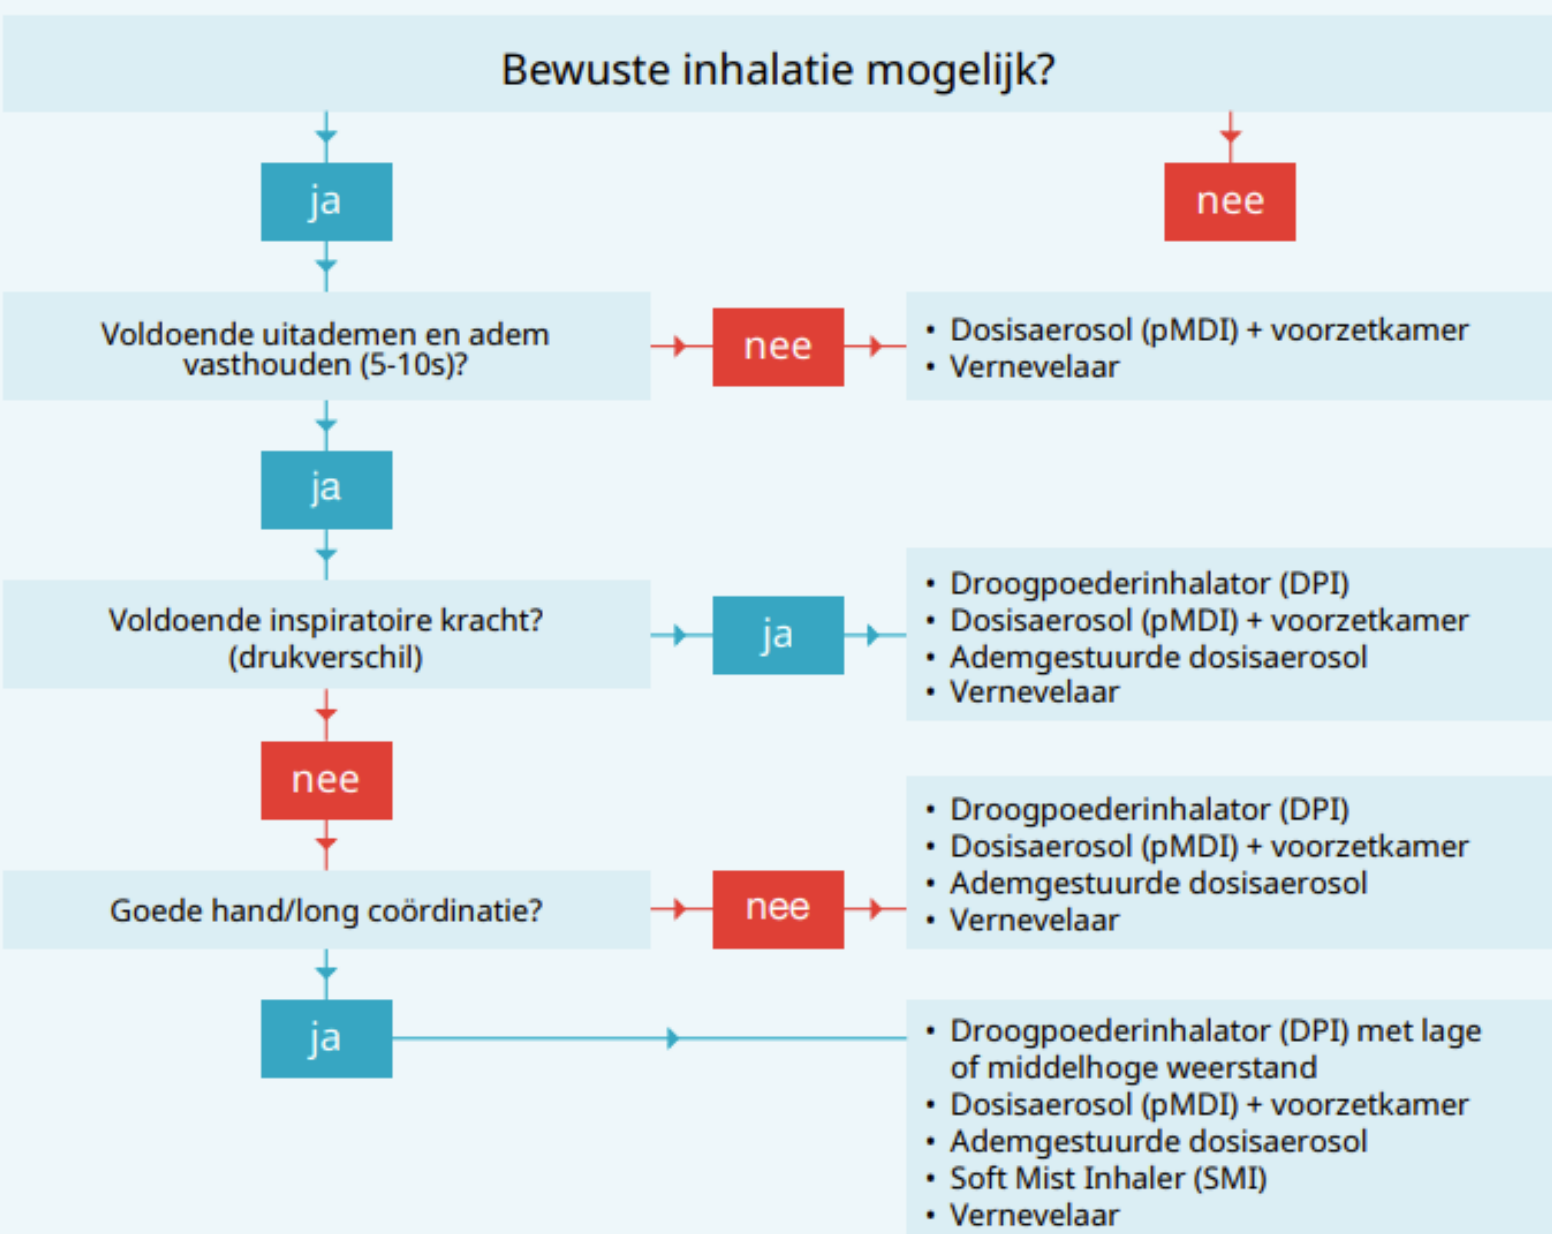 Bewuste inhalatie mogelijk?
ja
nee
Voldoende uitademen en adem
vasthouden (5-10s)?
nee
• Dosisaerosol (pMDI) + voorzetkamer
• Vernevelaar
ja
Voldoende inspiratoire kracht?
(drukverschil)
ja
• Droogpoederinhalator (DPI)
• Dosisaerosol (pMDI) + voorzetkamer
• Ademgestuurde dosisaerosol
• Vernevelaar
nee
Goede hand/long coördinatie?
nee
• Droogpoederinhalator (DPI)
• Dosisaerosol (pMDI) + voorzetkamer
• Ademgestuurde dosisaerosol
• Vernevelaar
ja
• Droogpoederinhalator (DPI) met lage
of middelhoge weerstand
• Dosisaerosol (pMDI) + voorzetkamer
• Ademgestuurde dosisaerosol
• Soft Mist Inhaler (SMI)
• Vernevelaar